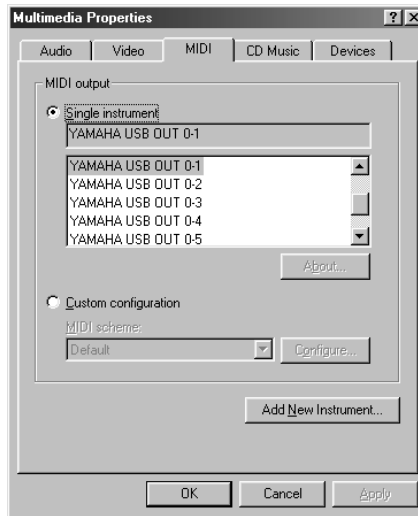 Multimedia Properties
Audio Video MIDI CD Music Devices
MIDI output
Single instrument
YAMAHA USB OUT 0-1
YAMAHA USB OUT 0-1
YAMAHA USB OUT 0-2
YAMAHA USB OUT 0-3
YAMAHA USB OUT 0-4
YAMAHA USB OUT 0-5
About...
Custom configuration
MIDI scheme:
Default Configure...
Add New Instrument...
OK Cancel Apply